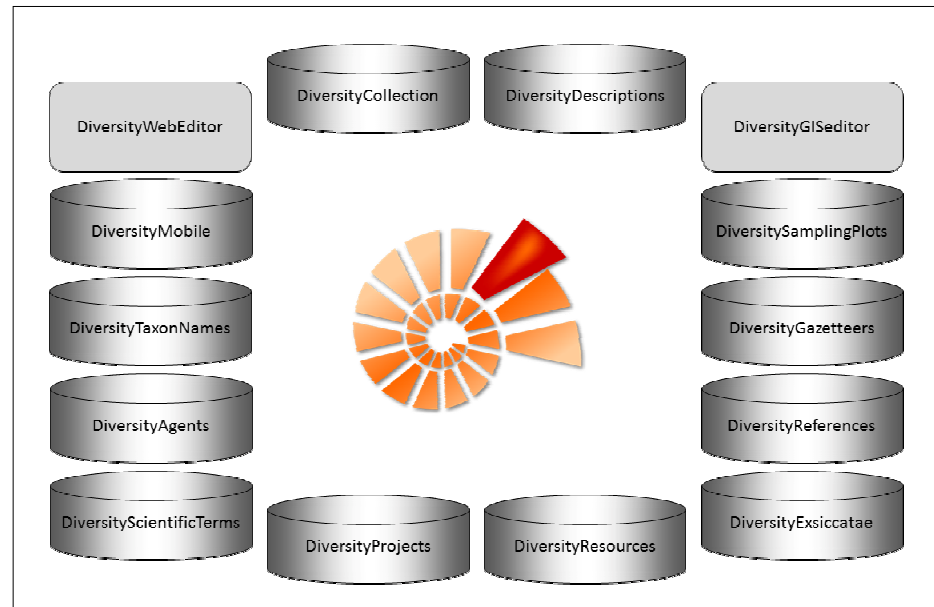 DiversityCollection
DiversityDescriptions
DiversityWebEditor
DiversityGISeditor
DiversityMobile
DiversitySamplingPlots
DiversityTaxonNames
DiversityGazetteers
DiversityAgents
DiversityReferences
DiversityScientificTerms
DiversityExsiccatae
DiversityProjects
DiversityResources